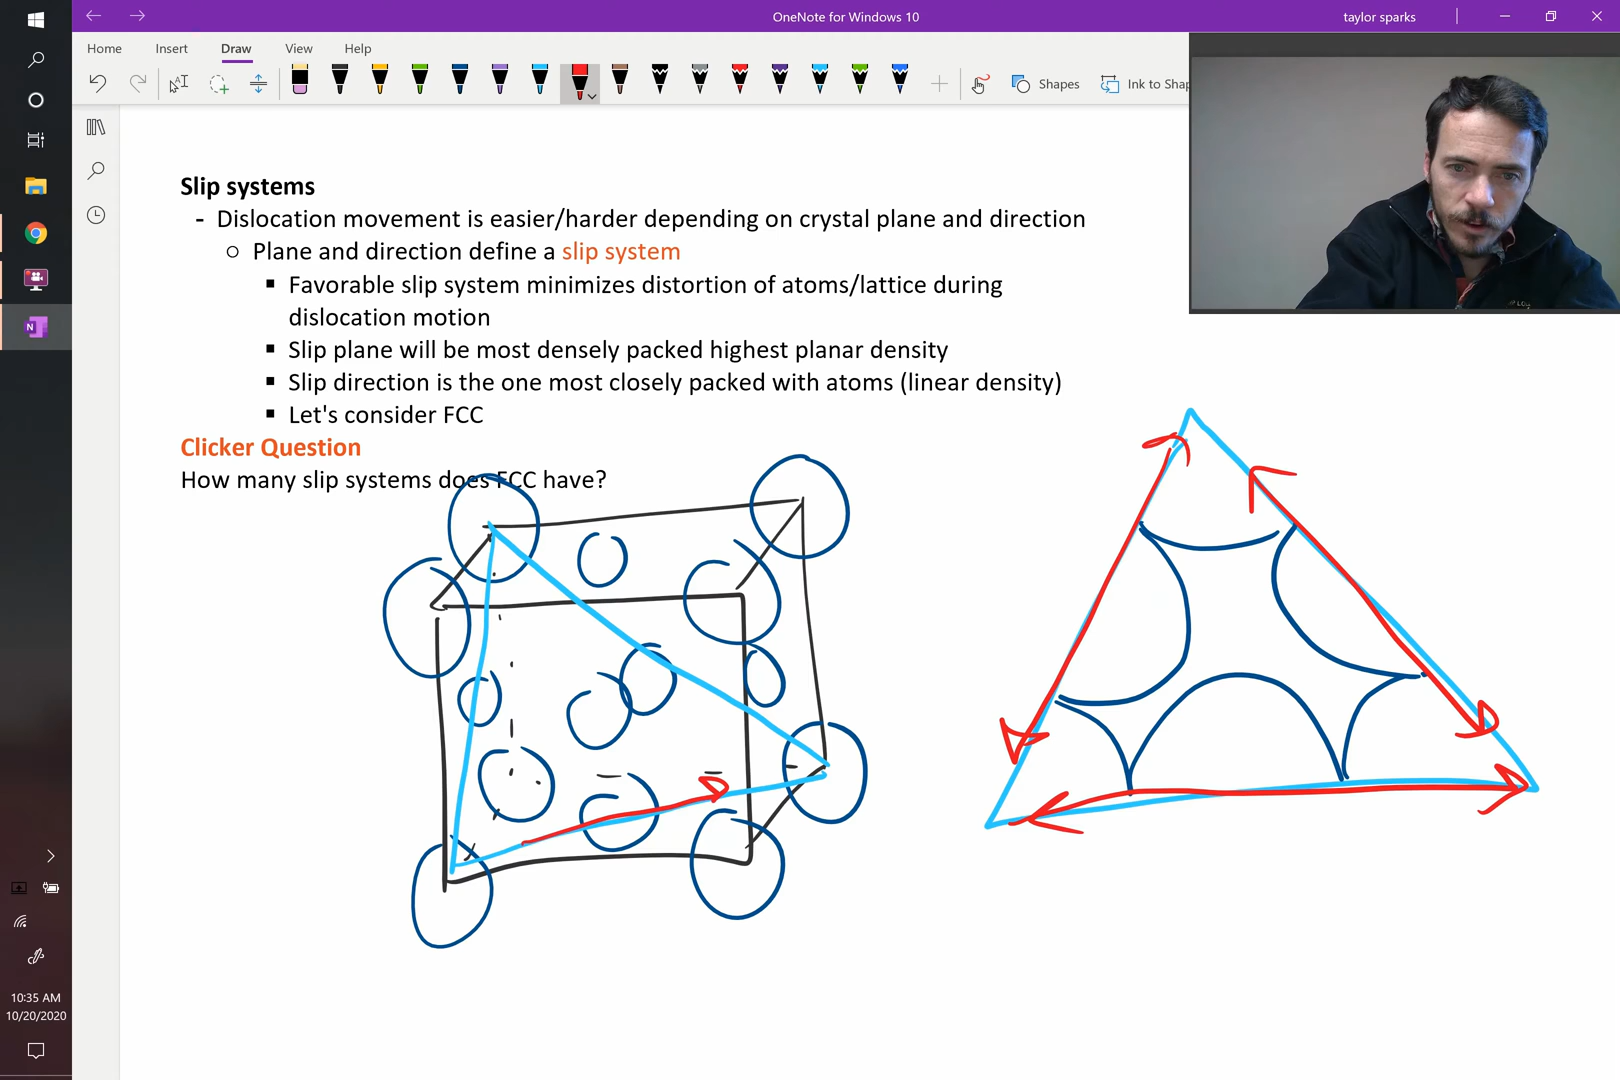 OneNote for Windows 10
taylor sparks
Home Insert Draw View Help
Shapes
Ink to Shap
Slip systems
- Dislocation movement is easier/harder depending on crystal plane and direction
Plane and direction define a slip system
Favorable slip system minimizes distortion of atoms/lattice during
dislocation motion
Slip plane will be most densely packed highest planar density
Slip direction is the one most closely packed with atoms (linear density)
Let's consider FCC
Clicker Question
How many slip systems does FCC have?
10:35 AM
10/20/2020